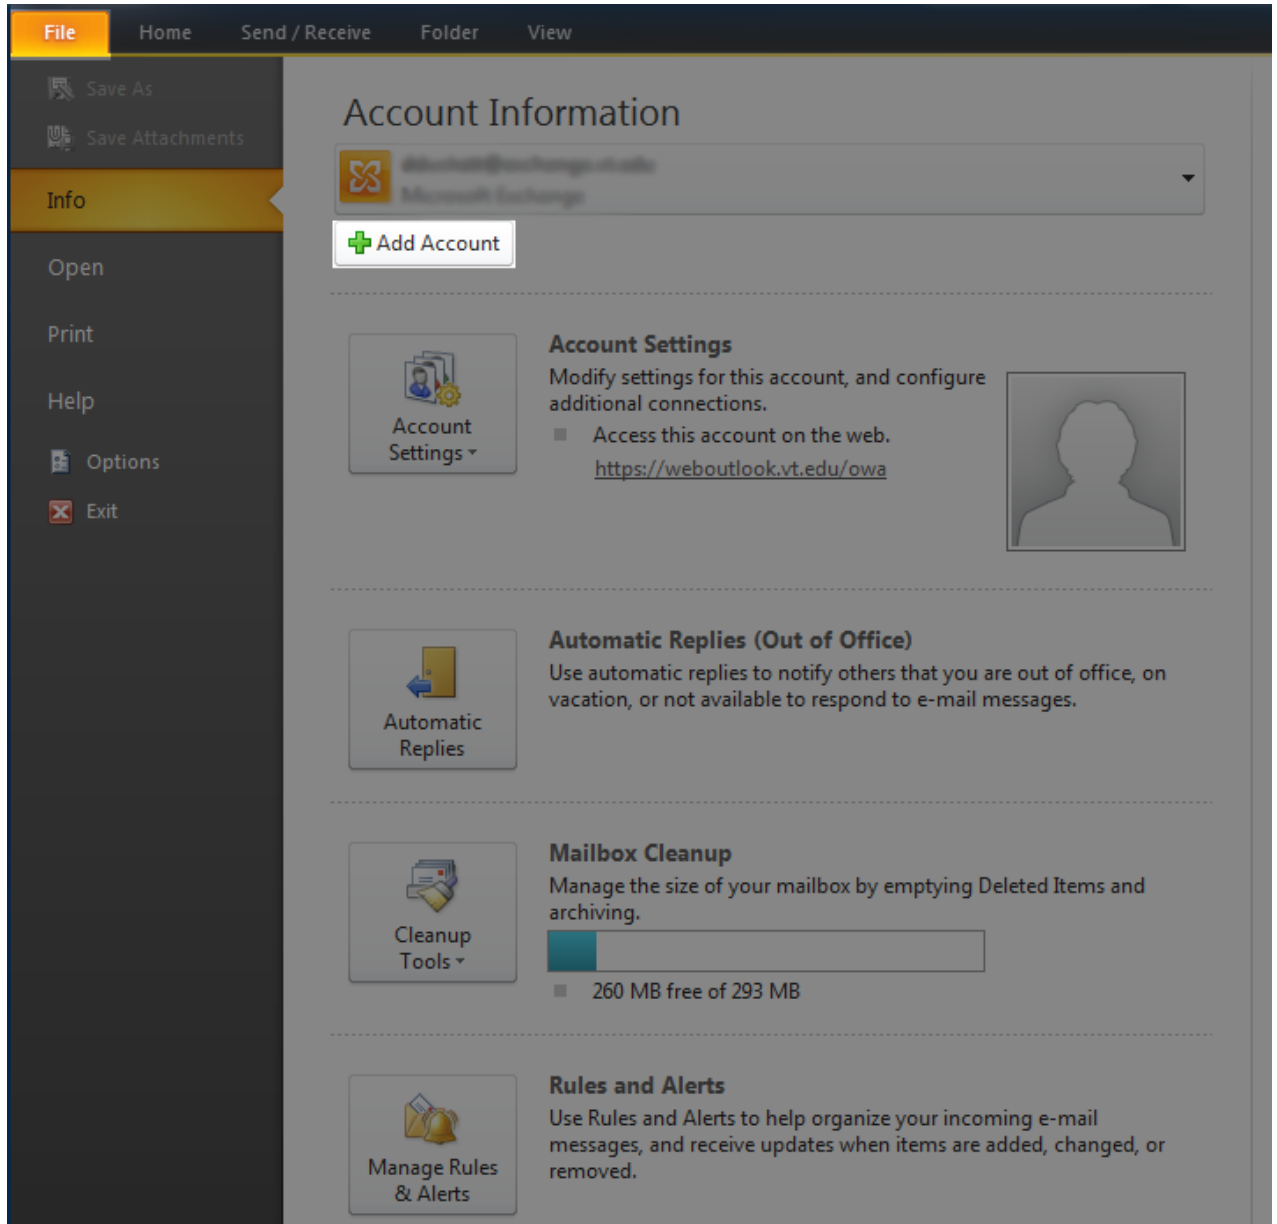 File Home Send / Receive Folder View
Save As
Save Attachments
Info
Open
Print
Help
Options
Exit
Account Information
Microsoft Exchange
Add Account
Account
Settings
Account Settings
Modify settings for this account, and configure
additional connections.
Access this account on the web.
https://weboutlook.vt.edu/owa
Automatic
Replies
Automatic Replies (Out of Office)
Use automatic replies to notify others that you are out of office, on
vacation, or not available to respond to e-mail messages.
Cleanup
Tools
Mailbox Cleanup
Manage the size of your mailbox by emptying Deleted Items and
archiving.
260 MB free of 293 MB
Manage Rules
& Alerts
Rules and Alerts
Use Rules and Alerts to help organize your incoming e-mail
messages, and receive updates when items are added, changed, or
removed.